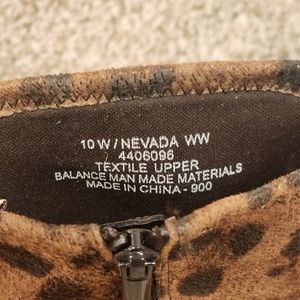 10 W / NEVADA WW
4406096
TEXTILE UPPER
BALANCE MAN MADE MATERIALS
MADE IN CHINA - 900